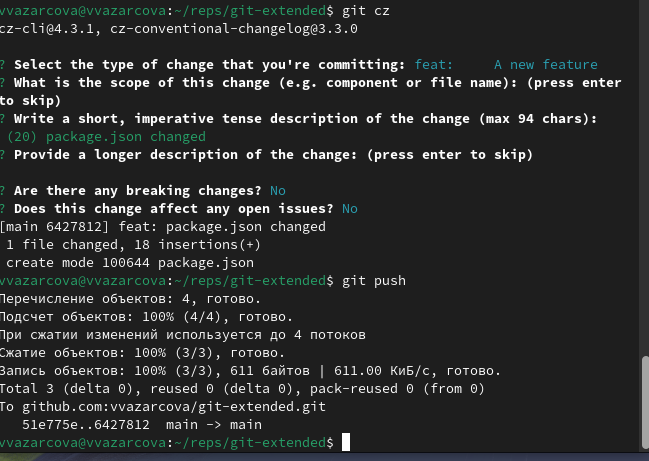 vvazarcova@vvazarcova:~/reps/git-extended$ git cz
cz-cli@4.3.1, cz-conventional-changelog@3.3.0
? Select the type of change that you're committing: feat:     A new feature
? What is the scope of this change (e.g. component or file name): (press enter
to skip)
? Write a short, imperative tense description of the change (max 94 chars):
 (20) package.json changed
? Provide a longer description of the change: (press enter to skip)
? Are there any breaking changes? No
? Does this change affect any open issues? No
[main 6427812] feat: package.json changed
 1 file changed, 18 insertions(+)
 create mode 100644 package.json
vvazarcova@vvazarcova:~/reps/git-extended$ git push
Перечисление объектов: 4, готово.
Подсчет объектов: 100% (4/4), готово.
При сжатии изменений используется до 4 потоков
Сжатие объектов: 100% (3/3), готово.
Запись объектов: 100% (3/3), 611 байтов | 611.00 КиБ/с, готово.
Total 3 (delta 0), reused 0 (delta 0), pack-reused 0 (from 0)
To github.com:vvazarcova/git-extended.git
   51e775e..6427812  main -> main
vvazarcova@vvazarcova:~/reps/git-extended$